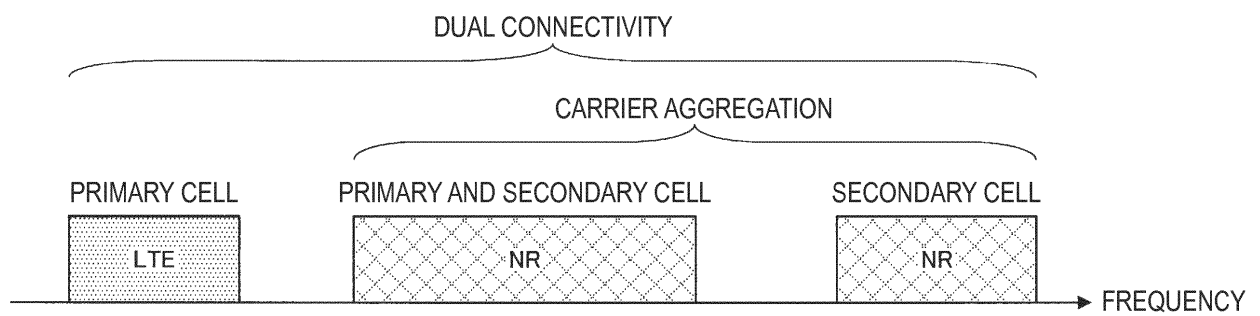 DUAL CONNECTIVITY
CARRIER AGGREGATION
PRIMARY CELL
PRIMARY AND SECONDARY CELL
SECONDARY CELL
LTE
NR
NR
FREQUENCY